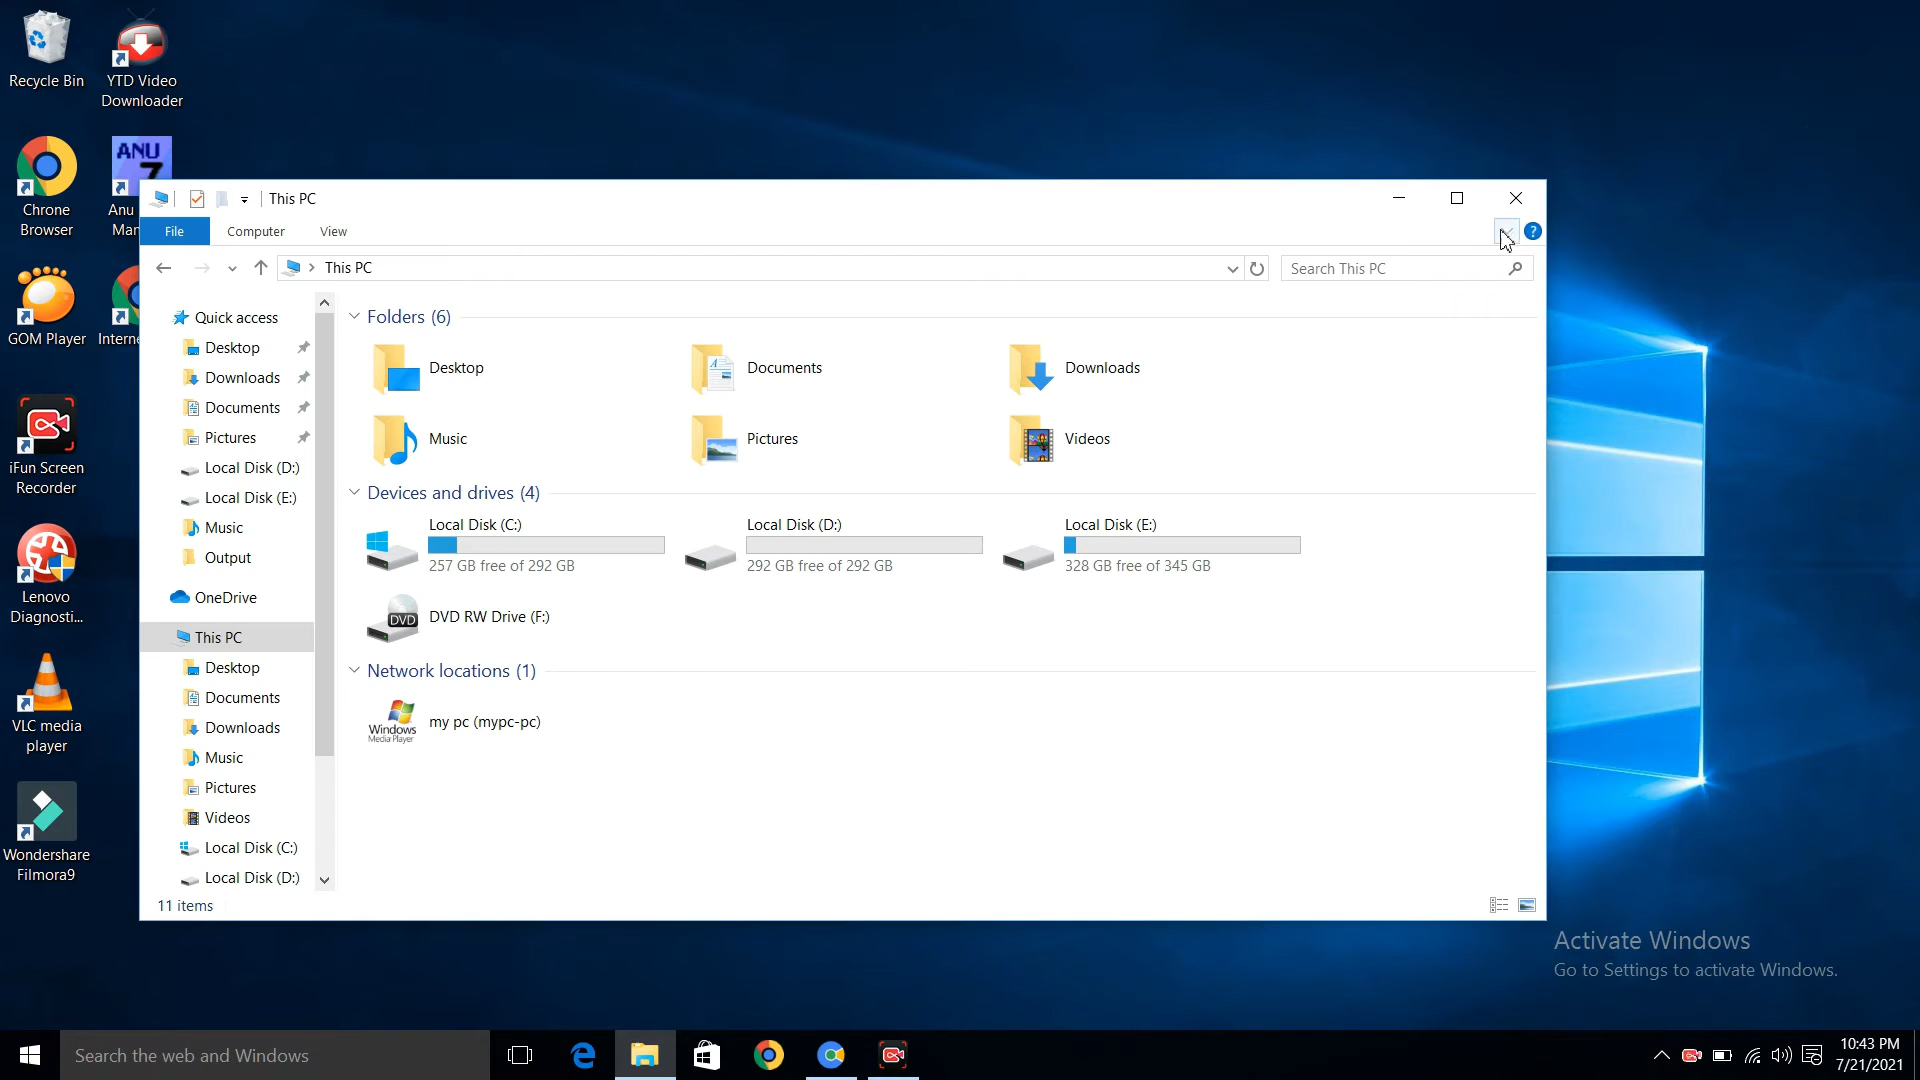 Recycle Bin
YTD Video
Downloader
Chrome
Browser
ANU
7
Anu
Man
GOM Player
Interne
iFun Screen
Recorder
Lenovo
Diagnosti...
VLC media
player
Wondershare
Filmora9
This PC
File
Computer
View
?
This PC
Search This PC
Quick access
Desktop
Downloads
Documents
Pictures
Local Disk (D:)
Local Disk (E:)
Music
Output
OneDrive
This PC
Desktop
Documents
Downloads
Music
Pictures
Videos
Local Disk (C:)
Local Disk (D:)
Folders (6)
Desktop
Documents
Downloads
Music
Pictures
Videos
Devices and drives (4)
Local Disk (C:)
257 GB free of 292 GB
Local Disk (D:)
292 GB free of 292 GB
Local Disk (E:)
328 GB free of 345 GB
DVD
DVD RW Drive (F:)
Network locations (1)
Windows
Media Player
my pc (mypc-pc)
11 items
Activate Windows
Go to Settings to activate Windows.
Search the web and Windows
10:43 PM
7/21/2021